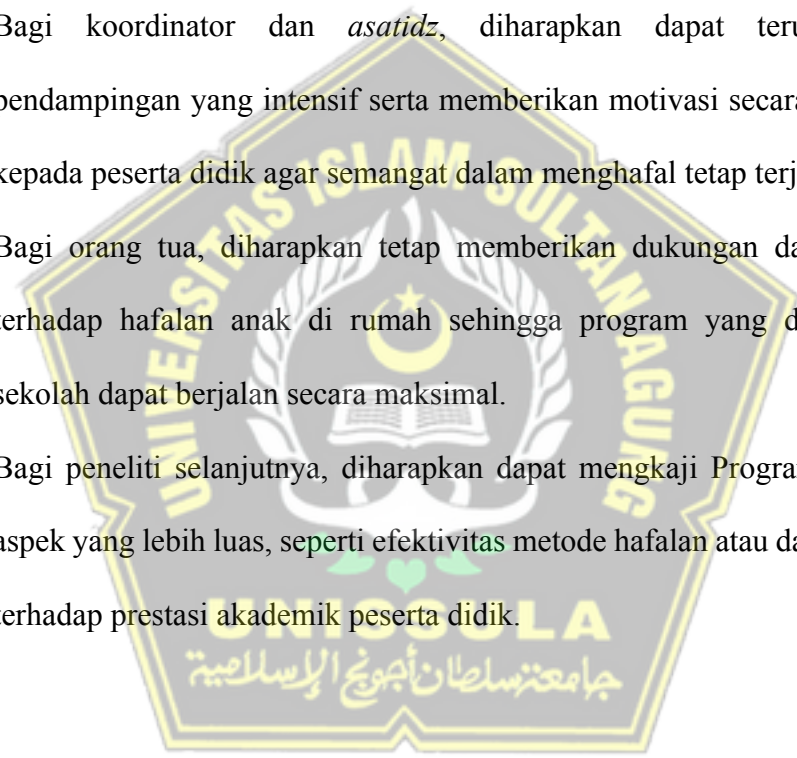 Bagi koordinator dan asatidz, diharapkan dapat teru
pendampingan yang intensif serta memberikan motivasi secara
kepada peserta didik agar semangat dalam menghafal tetap terj
Bagi orang tua, diharapkan tetap memberikan dukungan da
terhadap hafalan anak di rumah sehingga program yang d
sekolah dapat berjalan secara maksimal.
Bagi peneliti selanjutnya, diharapkan dapat mengkaji Program
aspek yang lebih luas, seperti efektivitas metode hafalan atau da
terhadap prestasi akademik peserta didik.
UNIVERSITAS ISLAM SULTAN AGUNG
UNISSULA
جامعة سلطان أجونج الإسلامية